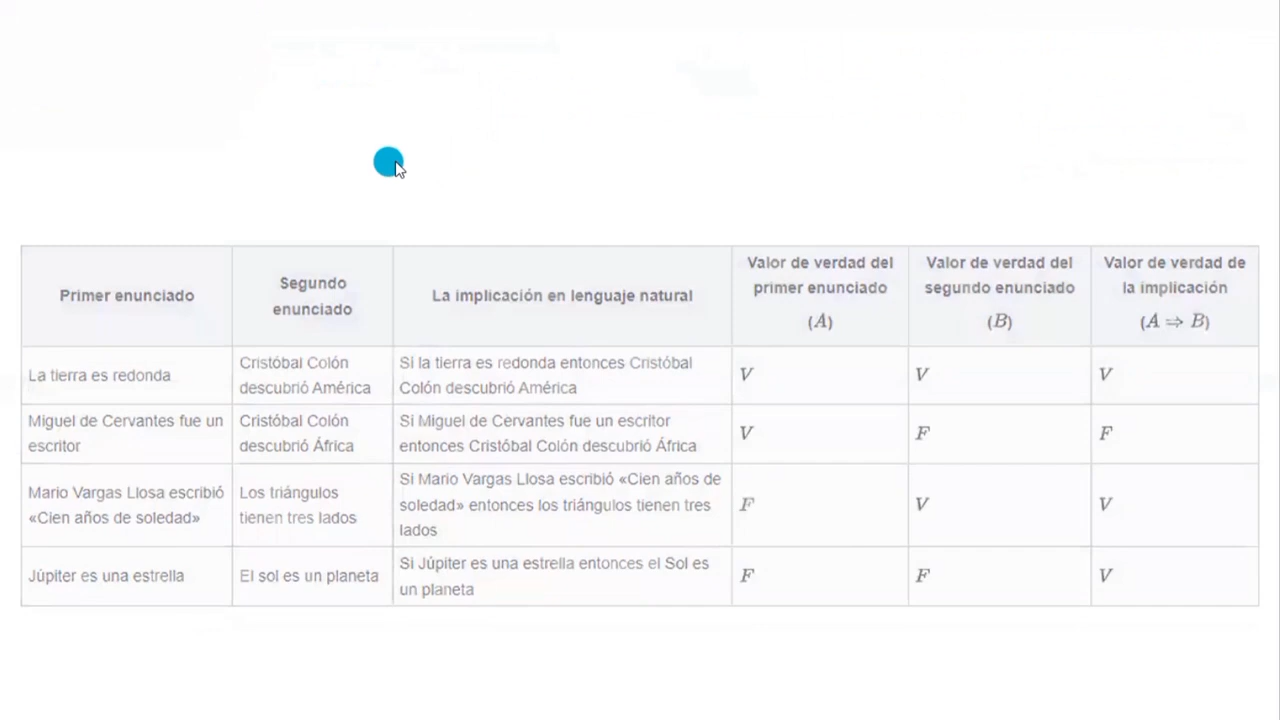 Primer enunciado
Segundo
enunciado
La implicación en lenguaje natural
Valor de verdad del
primer enunciado
(A)
Valor de verdad del
segundo enunciado
(B)
Valor de verdad de
la implicación
(A ⇒ B)
La tierra es redonda
Cristóbal Colón
descubrió América
Si la tierra es redonda entonces Cristóbal
Colón descubrió América
V
V
V
Miguel de Cervantes fue un
escritor
Cristóbal Colón
descubrió África
Si Miguel de Cervantes fue un escritor
entonces Cristóbal Colón descubrió África
V
F
F
Mario Vargas Llosa escribió
«Cien años de soledad»
Los triángulos
tienen tres lados
Si Mario Vargas Llosa escribió «Cien años de
soledad» entonces los triángulos tienen tres
lados
F
V
V
Júpiter es una estrella
El sol es un planeta
Si Júpiter es una estrella entonces el Sol es
un planeta
F
F
V